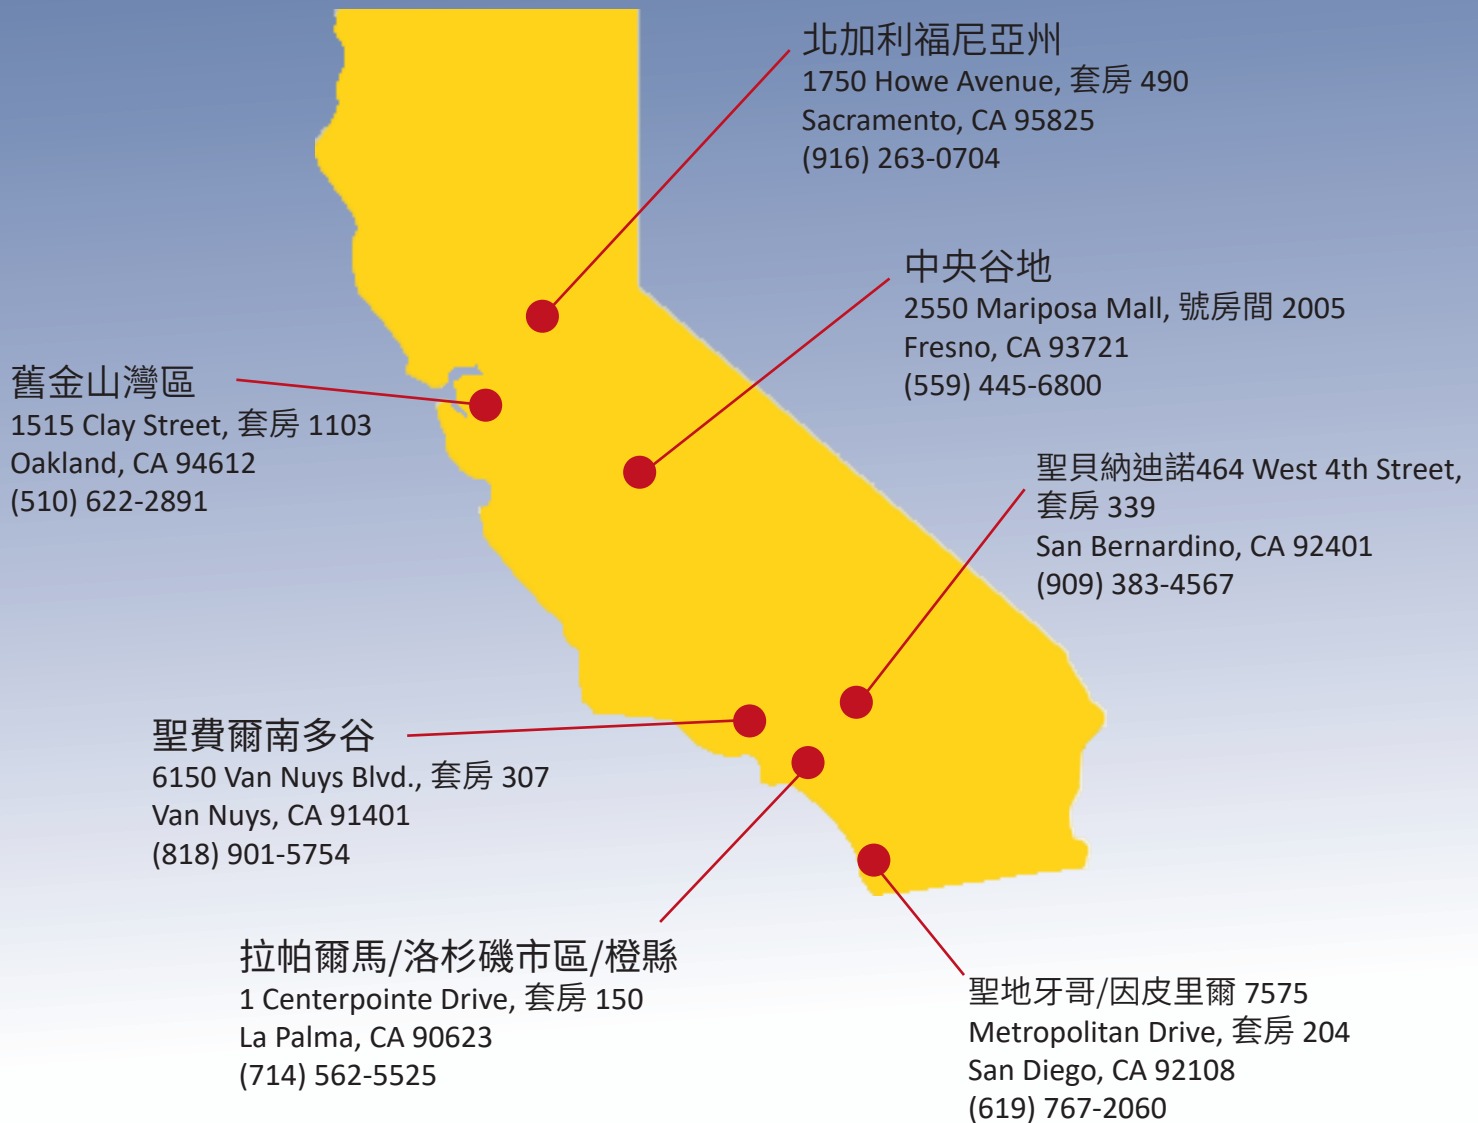 北加利福尼亞州
1750 Howe Avenue, 套房 490
Sacramento, CA 95825
(916) 263-0704
中央谷地
2550 Mariposa Mall, 號房間 2005
Fresno, CA 93721
(559) 445-6800
舊金山灣區
1515 Clay Street, 套房 1103
Oakland, CA 94612
(510) 622-2891
聖貝納迪諾464 West 4th Street,
套房 339
San Bernardino, CA 92401
(909) 383-4567
聖費爾南多谷
6150 Van Nuys Blvd., 套房 307
Van Nuys, CA 91401
(818) 901-5754
拉帕爾馬/洛杉磯市區/橙縣
1 Centerpointe Drive, 套房 150
La Palma, CA 90623
(714) 562-5525
聖地牙哥/因皮里爾 7575
Metropolitan Drive, 套房 204
San Diego, CA 92108
(619) 767-2060